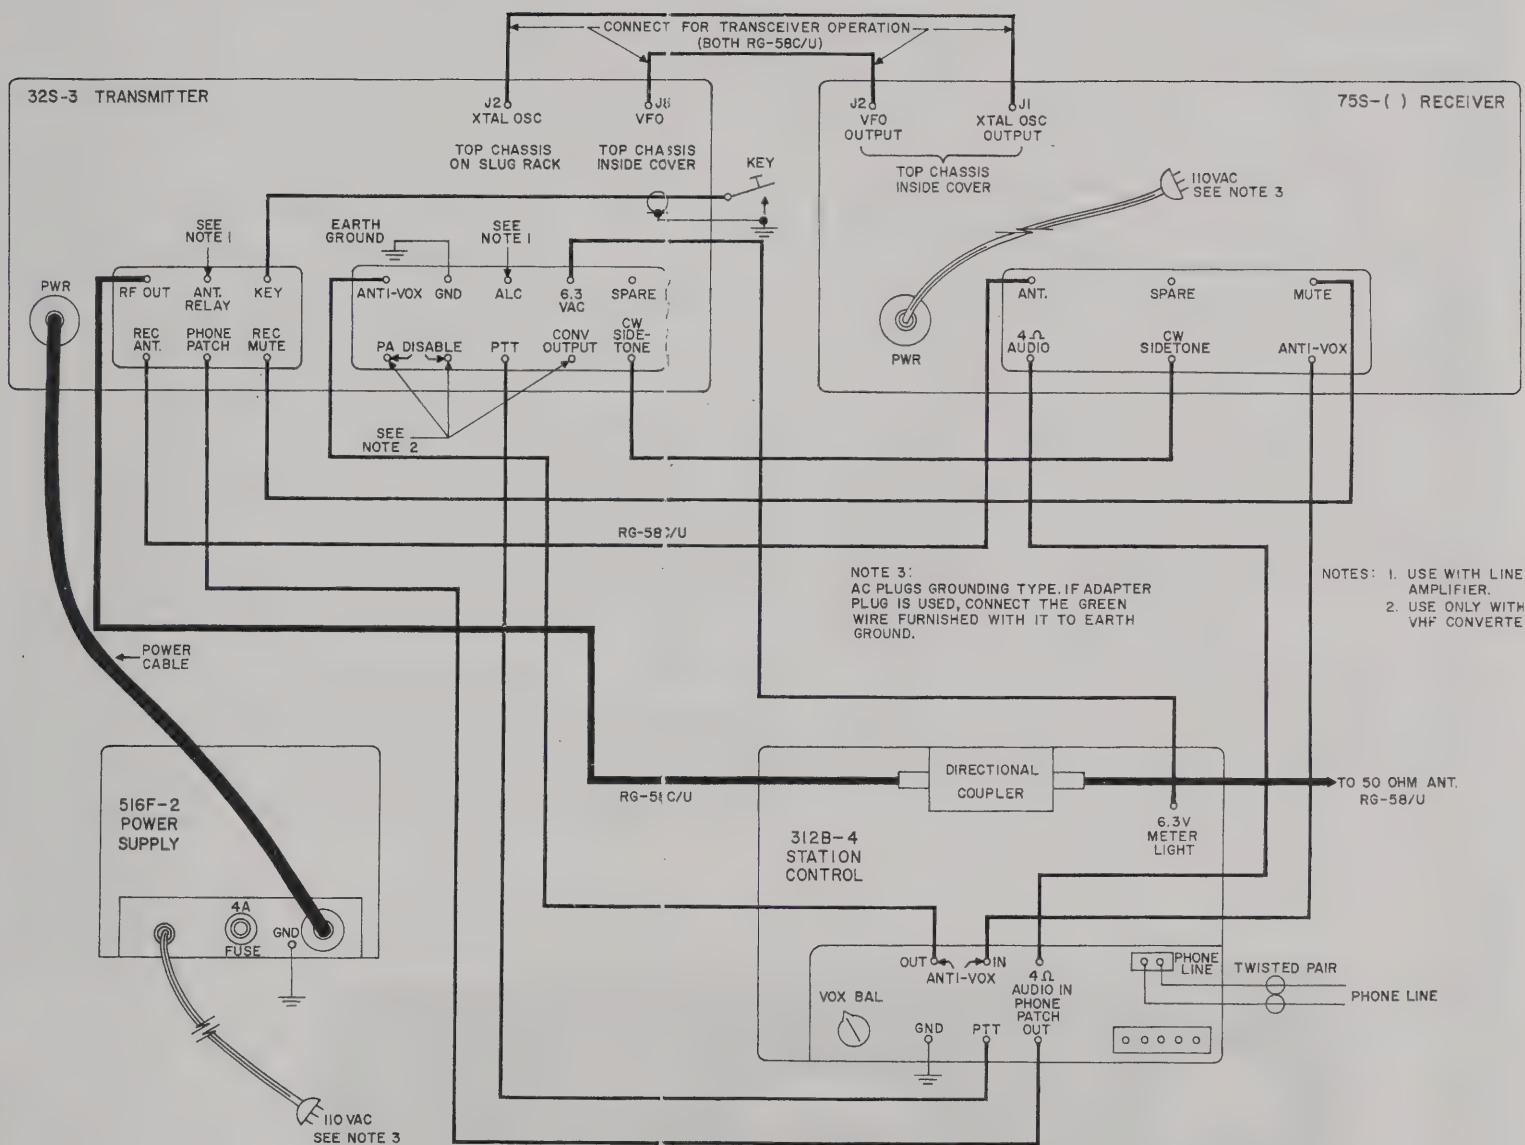 CONNECT FOR TRANSCEIVER OPERATION
(BOTH RG-58C/U)
32S-3 TRANSMITTER
J2
XTAL OSC
TOP CHASSIS
ON SLUG RACK
J8
VFO
TOP CHASSIS
INSIDE COVER
KEY
SEE
NOTE 1
EARTH
GROUND
SEE
NOTE 1
PWR
RF OUT
ANT.
RELAY
KEY
REC
ANT.
PHONE
PATCH
REC
MUTE
ANTI-VOX
GND
ALC
6.3
VAC
SPARE
PA DISABLE
PTT
CONV
OUTPUT
CW
SIDE-
TONE
SEE
NOTE 2
75S-( ) RECEIVER
J2
VFO
OUTPUT
J1
XTAL OSC
OUTPUT
TOP CHASSIS
INSIDE COVER
110VAC
SEE NOTE 3
PWR
ANT.
SPARE
MUTE
4Ω
AUDIO
CW
SIDETONE
ANTI-VOX
RG-58C/U
NOTE 3:
AC PLUGS GROUNDING TYPE. IF ADAPTER
PLUG IS USED, CONNECT THE GREEN
WIRE FURNISHED WITH IT TO EARTH
GROUND.
NOTES: 1. USE WITH LINE
AMPLIFIER.
2. USE ONLY WITH
VHF CONVERTE
POWER
CABLE
516F-2
POWER
SUPPLY
4A
FUSE
GND
110 VAC
SEE NOTE 3
RG-58C/U
DIRECTIONAL
COUPLER
TO 50 OHM ANT.
RG-58/U
6.3V
METER
LIGHT
312B-4
STATION
CONTROL
OUT
IN
ANTI-VOX
4Ω
AUDIO IN
PHONE
PATCH
OUT
VOX BAL
GND
PTT
PHONE
LINE
TWISTED PAIR
PHONE LINE